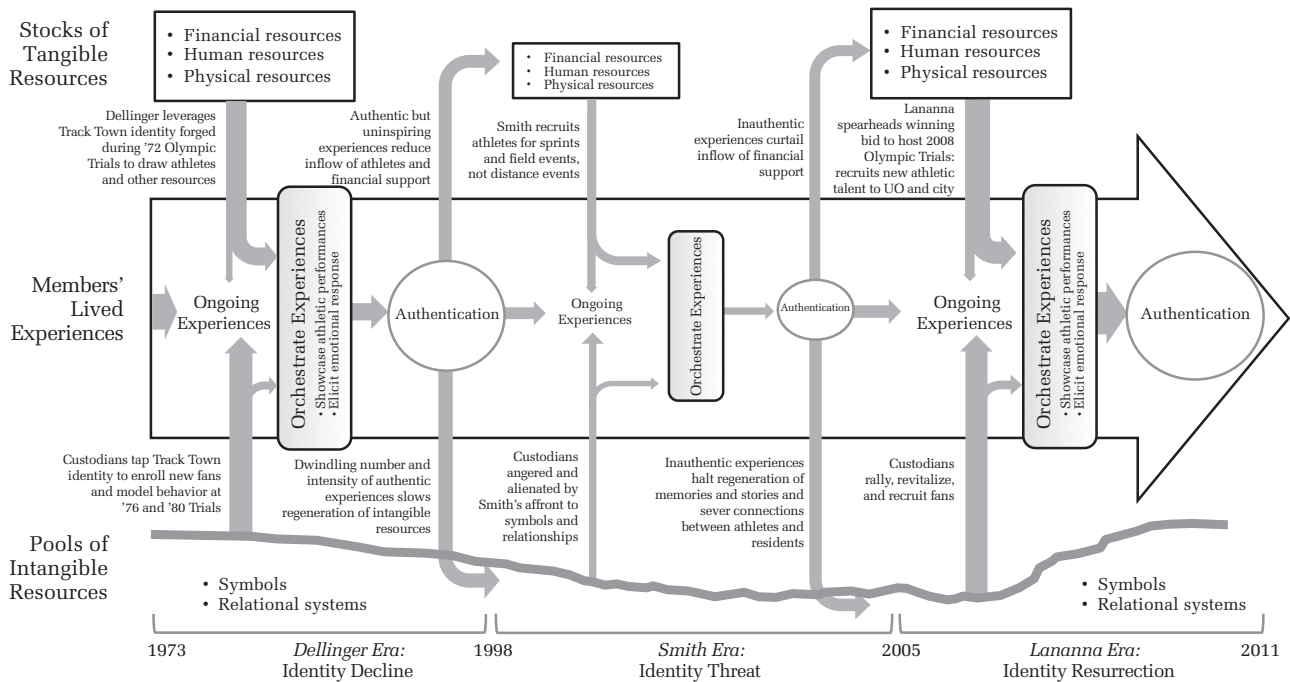 Stocks of
Tangible
Resources
• Financial resources
• Human resources
• Physical resources
• Financial resources
• Human resources
• Physical resources
• Financial resources
• Human resources
• Physical resources
Dellinger leverages
Track Town identity forged
during ’72 Olympic
Trials to draw athletes
and other resources
Authentic but
uninspiring
experiences reduce
inflow of athletes and
financial support
Smith recruits
athletes for sprints
and field events,
not distance events
Inauthentic
experiences curtail
inflow of financial
support
Lananna
spearheads winning
bid to host 2008
Olympic Trials:
recruits new athletic
talent to UO and city
Members’
Lived
Experiences
Ongoing
Experiences
Orchestrate Experiences
• Showcase athletic performances
• Elicit emotional response
Authentication
Ongoing
Experiences
Orchestrate Experiences
Authentication
Ongoing
Experiences
Orchestrate Experiences
• Showcase athletic performances
• Elicit emotional response
Authentication
Custodians tap Track Town
identity to enroll new fans
and model behavior at
’76 and ’80 Trials
Dwindling number and
intensity of authentic
experiences slows
regeneration of intangible
resources
Custodians
angered and
alienated by
Smith’s affront to
symbols and
relationships
Inauthentic experiences
halt regeneration of
memories and stories and
sever connections
between athletes and
residents
Custodians
rally, revitalize,
and recruit fans
Pools of
Intangible
Resources
• Symbols
• Relational systems
• Symbols
• Relational systems
1973
Dellinger Era:
Identity Decline
1998
Smith Era:
Identity Threat
2005
Lananna Era:
Identity Resurrection
2011